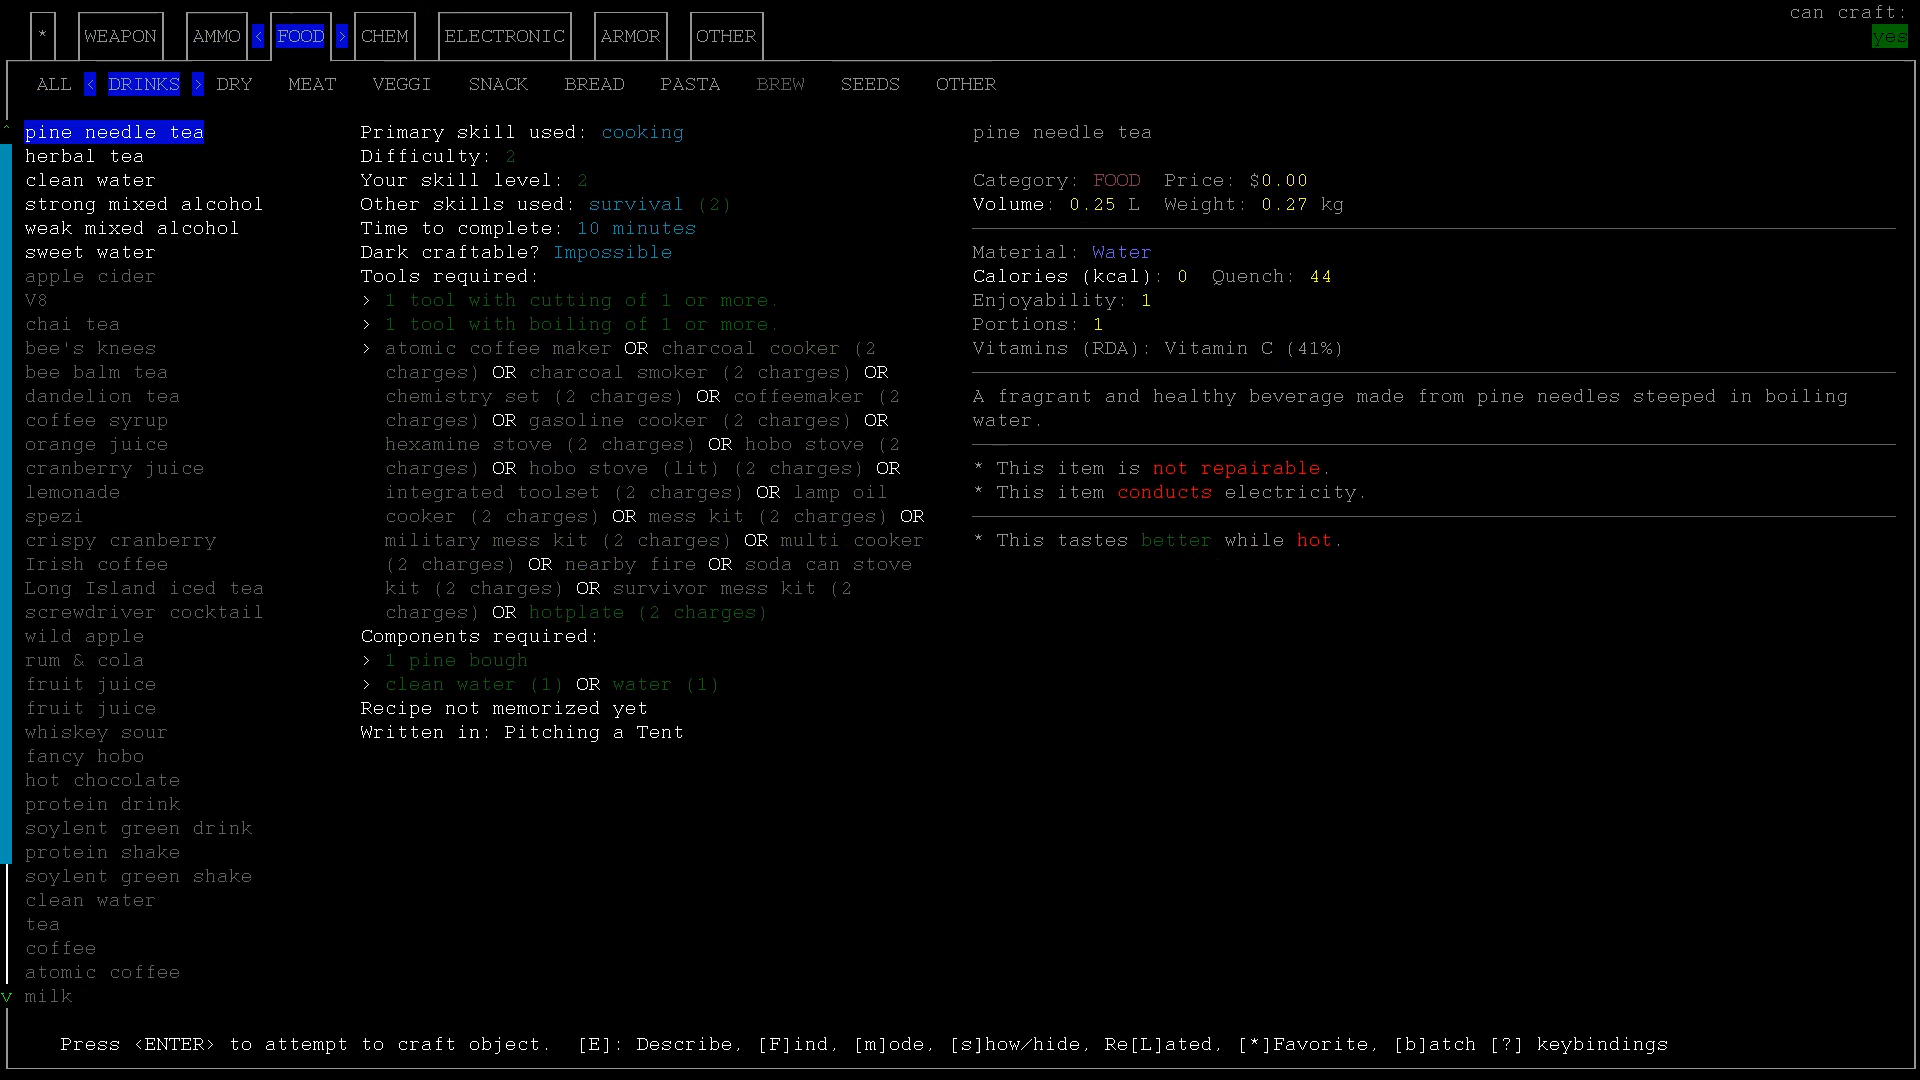 can craft:
* WEAPON AMMO < FOOD > CHEM ELECTRONIC ARMOR OTHER yes
ALL < DRINKS > DRY MEAT VEGGI SNACK BREAD PASTA BREW SEEDS OTHER
pine needle tea
herbal tea
clean water
strong mixed alcohol
weak mixed alcohol
sweet water
apple cider
V8
chai tea
bee's knees
bee balm tea
dandelion tea
coffee syrup
orange juice
cranberry juice
lemonade
spezi
crispy cranberry
Irish coffee
Long Island iced tea
screwdriver cocktail
wild apple
rum & cola
fruit juice
fruit juice
whiskey sour
fancy hobo
hot chocolate
protein drink
soylent green drink
protein shake
soylent green shake
clean water
tea
coffee
atomic coffee
v milk
Primary skill used: cooking
Difficulty: 2
Your skill level: 2
Other skills used: survival (2)
Time to complete: 10 minutes
Dark craftable? Impossible
Tools required:
> 1 tool with cutting of 1 or more.
> 1 tool with boiling of 1 or more.
> atomic coffee maker OR charcoal cooker (2
charges) OR charcoal smoker (2 charges) OR
chemistry set (2 charges) OR coffeemaker (2
charges) OR gasoline cooker (2 charges) OR
hexamine stove (2 charges) OR hobo stove (2
charges) OR hobo stove (lit) (2 charges) OR
integrated toolset (2 charges) OR lamp oil
cooker (2 charges) OR mess kit (2 charges) OR
military mess kit (2 charges) OR multi cooker
(2 charges) OR nearby fire OR soda can stove
kit (2 charges) OR survivor mess kit (2
charges) OR hotplate (2 charges)
Components required:
> 1 pine bough
> clean water (1) OR water (1)
Recipe not memorized yet
Written in: Pitching a Tent
pine needle tea
Category: FOOD Price: $0.00
Volume: 0.25 L Weight: 0.27 kg
Material: Water
Calories (kcal): 0 Quench: 44
Enjoyability: 1
Portions: 1
Vitamins (RDA): Vitamin C (41%)
A fragrant and healthy beverage made from pine needles steeped in boiling
water.
* This item is not repairable.
* This item conducts electricity.
* This tastes better while hot.
Press <ENTER> to attempt to craft object. [E]: Describe, [F]ind, [m]ode, [s]how/hide, Re[L]ated, [*]Favorite, [b]atch [?] keybindings